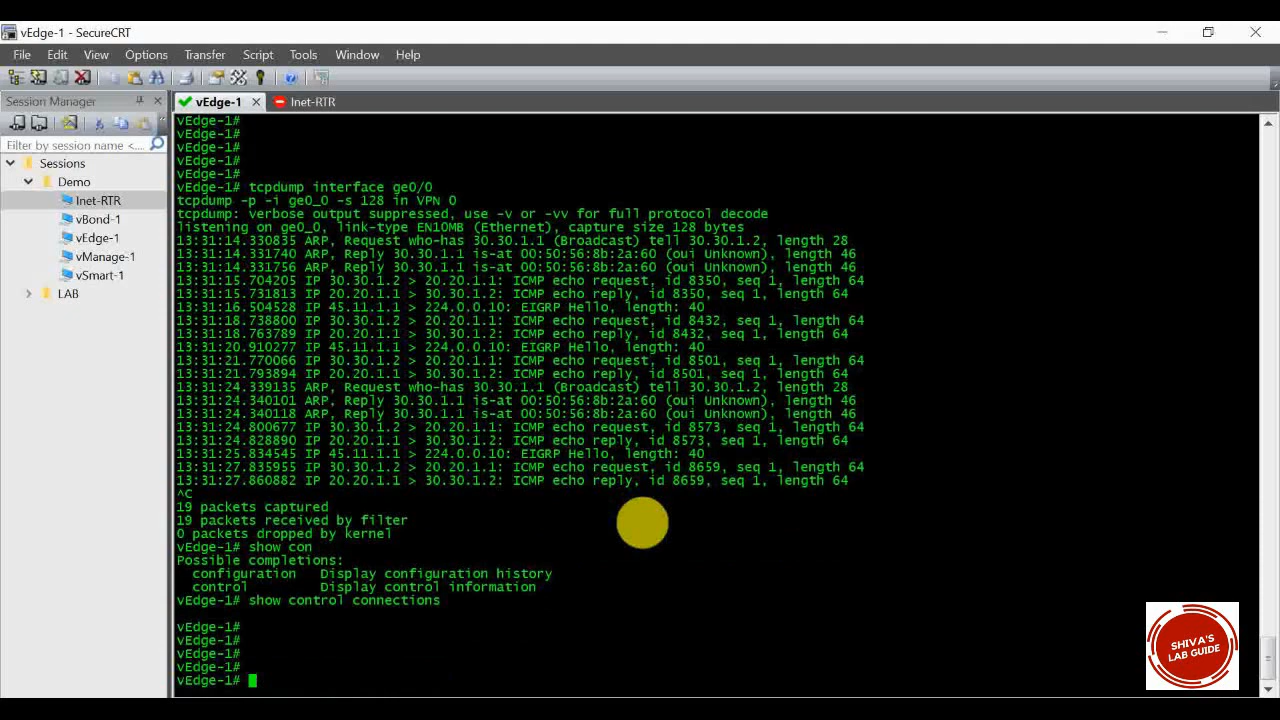 vEdge-1 - SecureCRT
File Edit View Options Transfer Script Tools Window Help
Session Manager
vEdge-1
Inet-RTR
Filter by session name <...
Sessions
Demo
Inet-RTR
vBond-1
vEdge-1
vManage-1
vSmart-1
LAB
vEdge-1#
vEdge-1#
vEdge-1#
vEdge-1#
vEdge-1#
vEdge-1# tcpdump interface ge0/0
tcpdump -p -i ge0_0 -s 128 in VPN 0
tcpdump: verbose output suppressed, use -v or -vv for full protocol decode
listening on ge0_0, link-type EN10MB (Ethernet), capture size 128 bytes
13:31:14.330835 ARP, Request who-has 30.30.1.1 (Broadcast) tell 30.30.1.2, length 28
13:31:14.331740 ARP, Reply 30.30.1.1 is-at 00:50:56:8b:2a:60 (oui Unknown), length 46
13:31:14.331756 ARP, Reply 30.30.1.1 is-at 00:50:56:8b:2a:60 (oui Unknown), length 46
13:31:15.704205 IP 30.30.1.2 > 20.20.1.1: ICMP echo request, id 8350, seq 1, length 64
13:31:15.731813 IP 20.20.1.1 > 30.30.1.2: ICMP echo reply, id 8350, seq 1, length 64
13:31:16.504528 IP 45.11.1.1 > 224.0.0.10: EIGRP Hello, length: 40
13:31:18.738800 IP 30.30.1.2 > 20.20.1.1: ICMP echo request, id 8432, seq 1, length 64
13:31:18.763789 IP 20.20.1.1 > 30.30.1.2: ICMP echo reply, id 8432, seq 1, length 64
13:31:20.910277 IP 45.11.1.1 > 224.0.0.10: EIGRP Hello, length: 40
13:31:21.770066 IP 30.30.1.2 > 20.20.1.1: ICMP echo request, id 8501, seq 1, length 64
13:31:21.793894 IP 20.20.1.1 > 30.30.1.2: ICMP echo reply, id 8501, seq 1, length 64
13:31:24.339135 ARP, Request who-has 30.30.1.1 (Broadcast) tell 30.30.1.2, length 28
13:31:24.340101 ARP, Reply 30.30.1.1 is-at 00:50:56:8b:2a:60 (oui Unknown), length 46
13:31:24.340118 ARP, Reply 30.30.1.1 is-at 00:50:56:8b:2a:60 (oui Unknown), length 46
13:31:24.800677 IP 30.30.1.2 > 20.20.1.1: ICMP echo request, id 8573, seq 1, length 64
13:31:24.828890 IP 20.20.1.1 > 30.30.1.2: ICMP echo reply, id 8573, seq 1, length 64
13:31:25.834545 IP 45.11.1.1 > 224.0.0.10: EIGRP Hello, length: 40
13:31:27.835955 IP 30.30.1.2 > 20.20.1.1: ICMP echo request, id 8659, seq 1, length 64
13:31:27.860882 IP 20.20.1.1 > 30.30.1.2: ICMP echo reply, id 8659, seq 1, length 64
^C
19 packets captured
19 packets received by filter
0 packets dropped by kernel
vEdge-1# show con
Possible completions:
configuration Display configuration history
control Display control information
vEdge-1# show control connections
vEdge-1#
vEdge-1#
vEdge-1#
vEdge-1#
vEdge-1#
SHIVA'S
LAB GUIDE